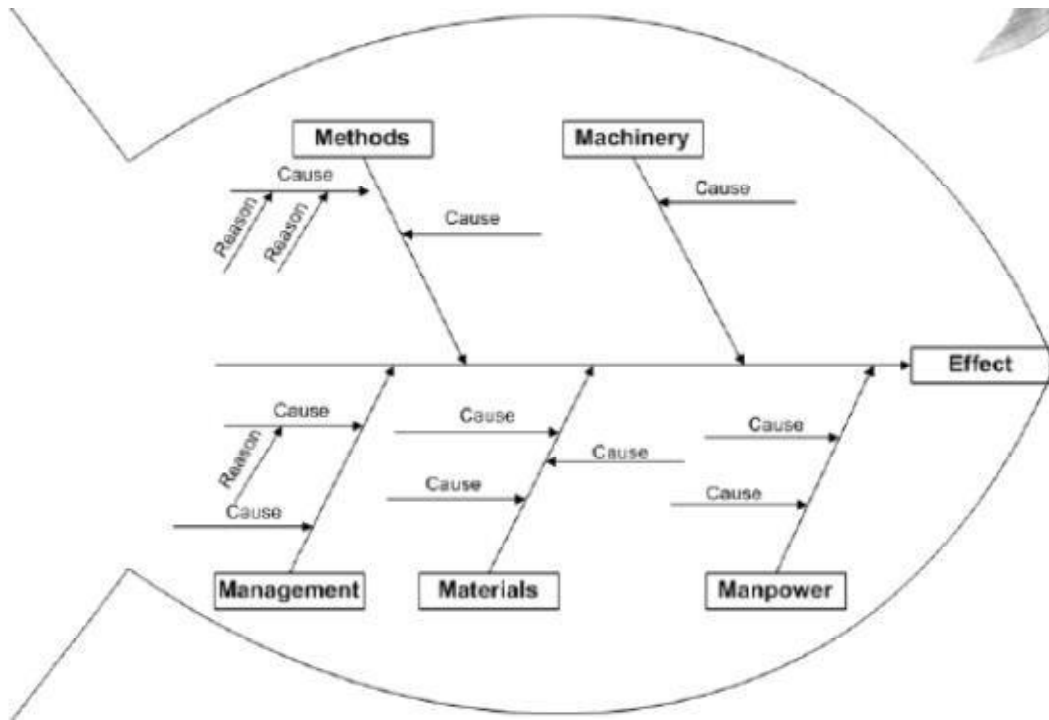 Methods
Machinery
Cause
Cause
Reason
Reason
Cause
Effect
Cause
Cause
Cause
Reason
Cause
Cause
Cause
Cause
Management
Materials
Manpower